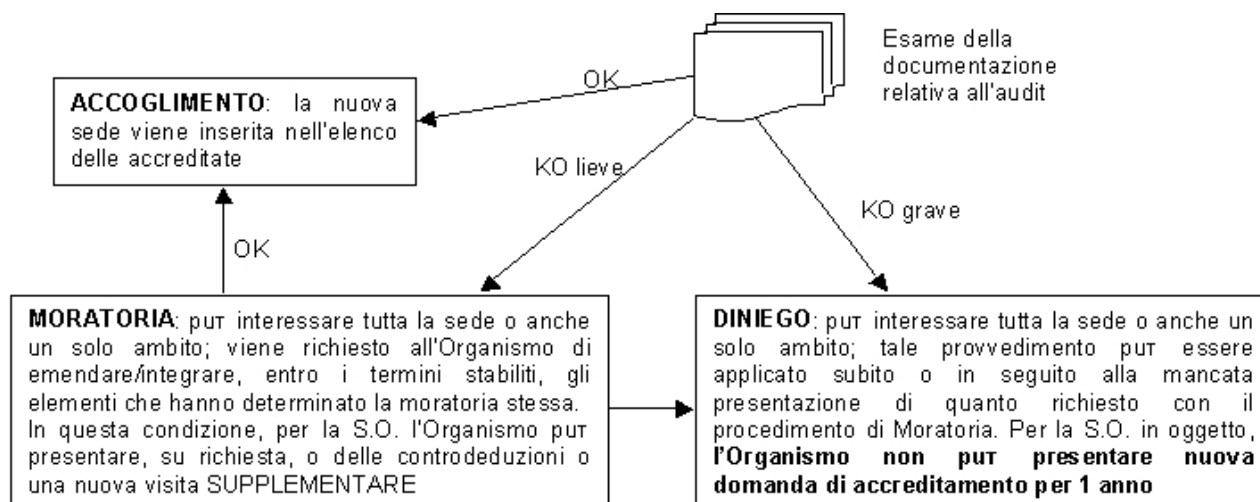 Esame della
documentazione
relativa all'audit
OK
ACCOGLIMENTO: la nuova
sede viene inserita nell'elenco
delle accreditate
KO lieve
KO grave
OK
MORATORIA: puт interessare tutta la sede o anche
un solo ambito; viene richiesto all'Organismo di
emendare/integrare, entro i termini stabiliti, gli
elementi che hanno determinato la moratoria stessa.
In questa condizione, per la S.O. l'Organismo puт
presentare, su richiesta, o delle controdeduzioni o
una nuova visita SUPPLEMENTARE
DINIEGO: puт interessare tutta la sede o anche un
solo ambito; tale provvedimento puт essere
applicato subito o in seguito alla mancata
presentazione di quanto richiesto con il
procedimento di Moratoria. Per la S.O. in oggetto,
l'Organismo non puт presentare nuova
domanda di accreditamento per 1 anno